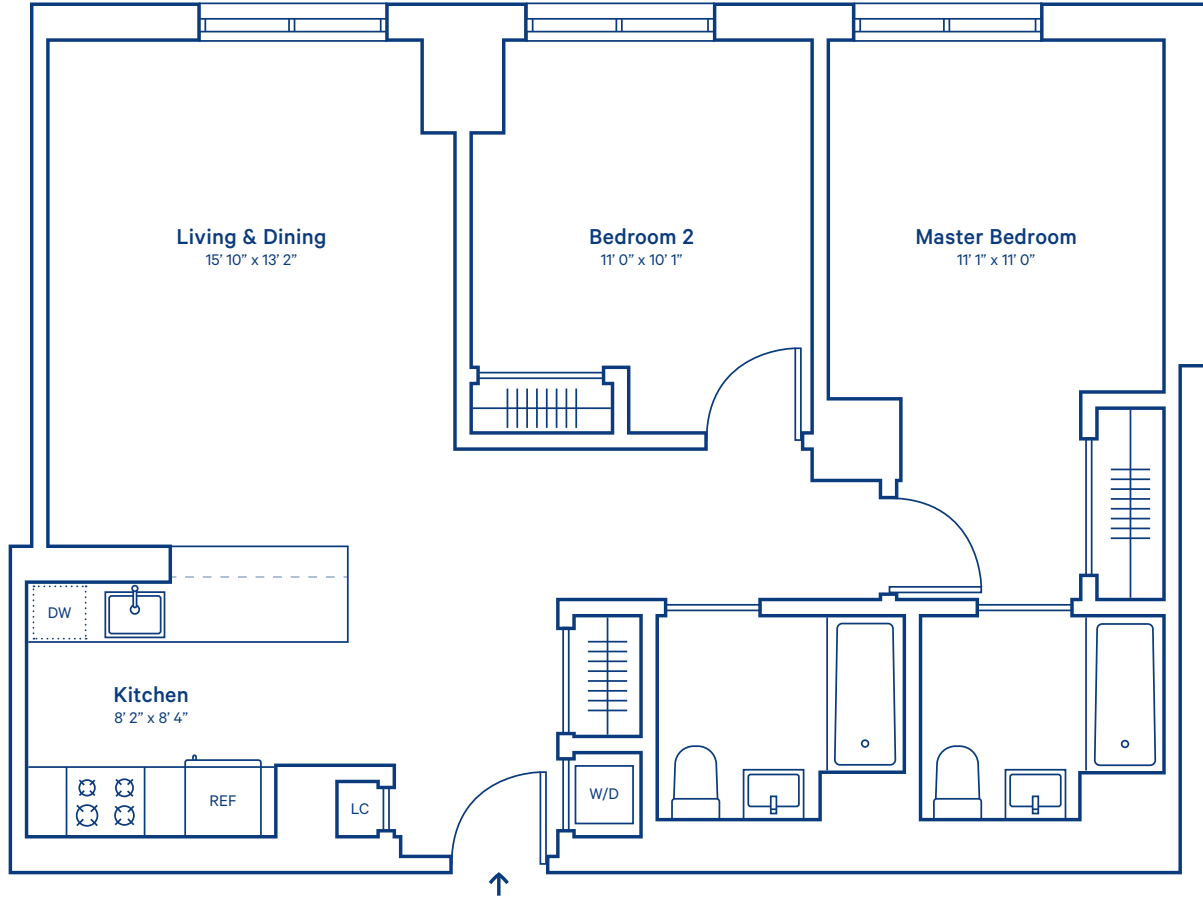 Living & Dining
15’ 10” x 13’ 2”
Bedroom 2
11’ 0” x 10’ 1”
Master Bedroom
11’ 1” x 11’ 0”
DW
Kitchen
8’ 2” x 8’ 4”
REF
LC
W/D